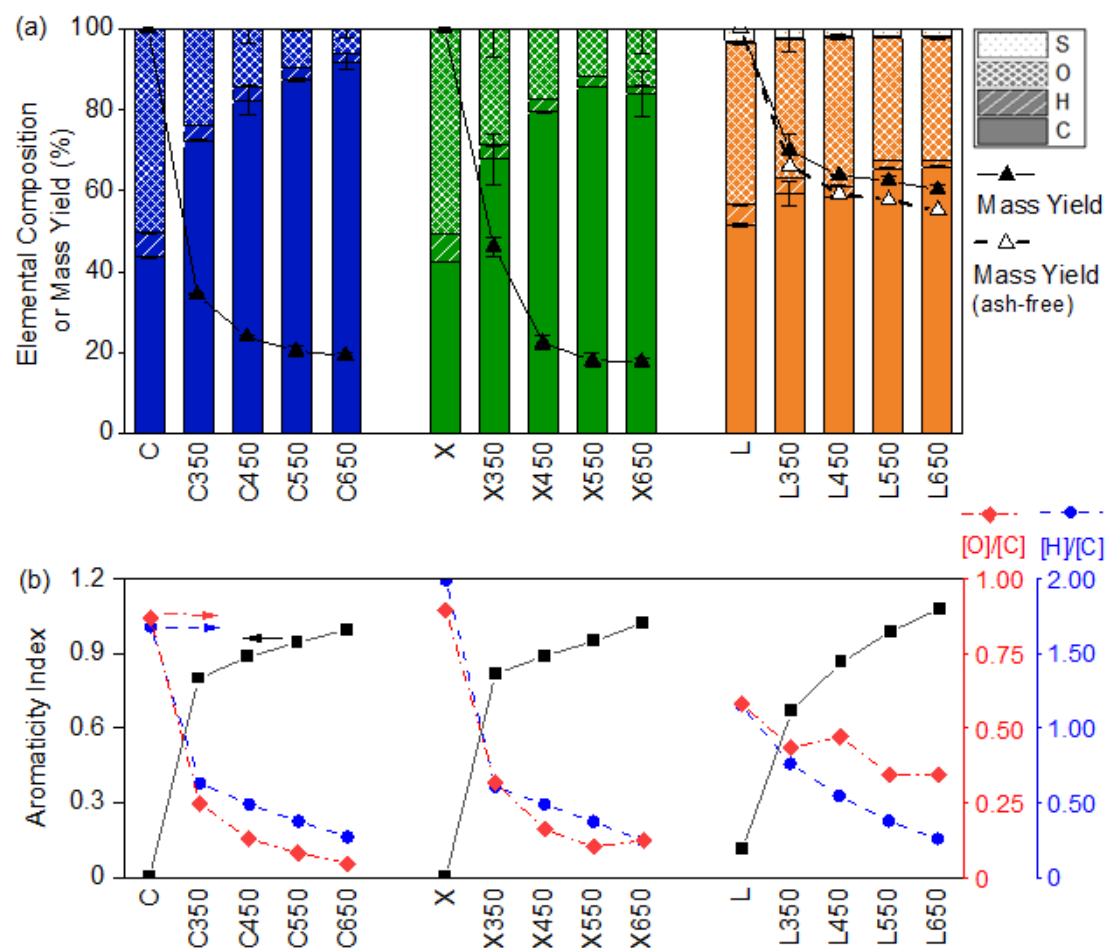 (a)
Elemental Composition
or Mass Yield (%)
100
80
60
40
20
0
C
C350
C450
C550
C650
X
X350
X450
X550
X650
L
L350
L450
L550
L650
S
O
H
C
Mass Yield
Mass Yield
(ash-free)
[O]/[C]
[H]/[C]
(b)
Aromaticity Index
1.2
0.9
0.6
0.3
0
1.00
0.75
0.50
0.25
0
2.00
1.50
1.00
0.50
0
C
C350
C450
C550
C650
X
X350
X450
X550
X650
L
L350
L450
L550
L650